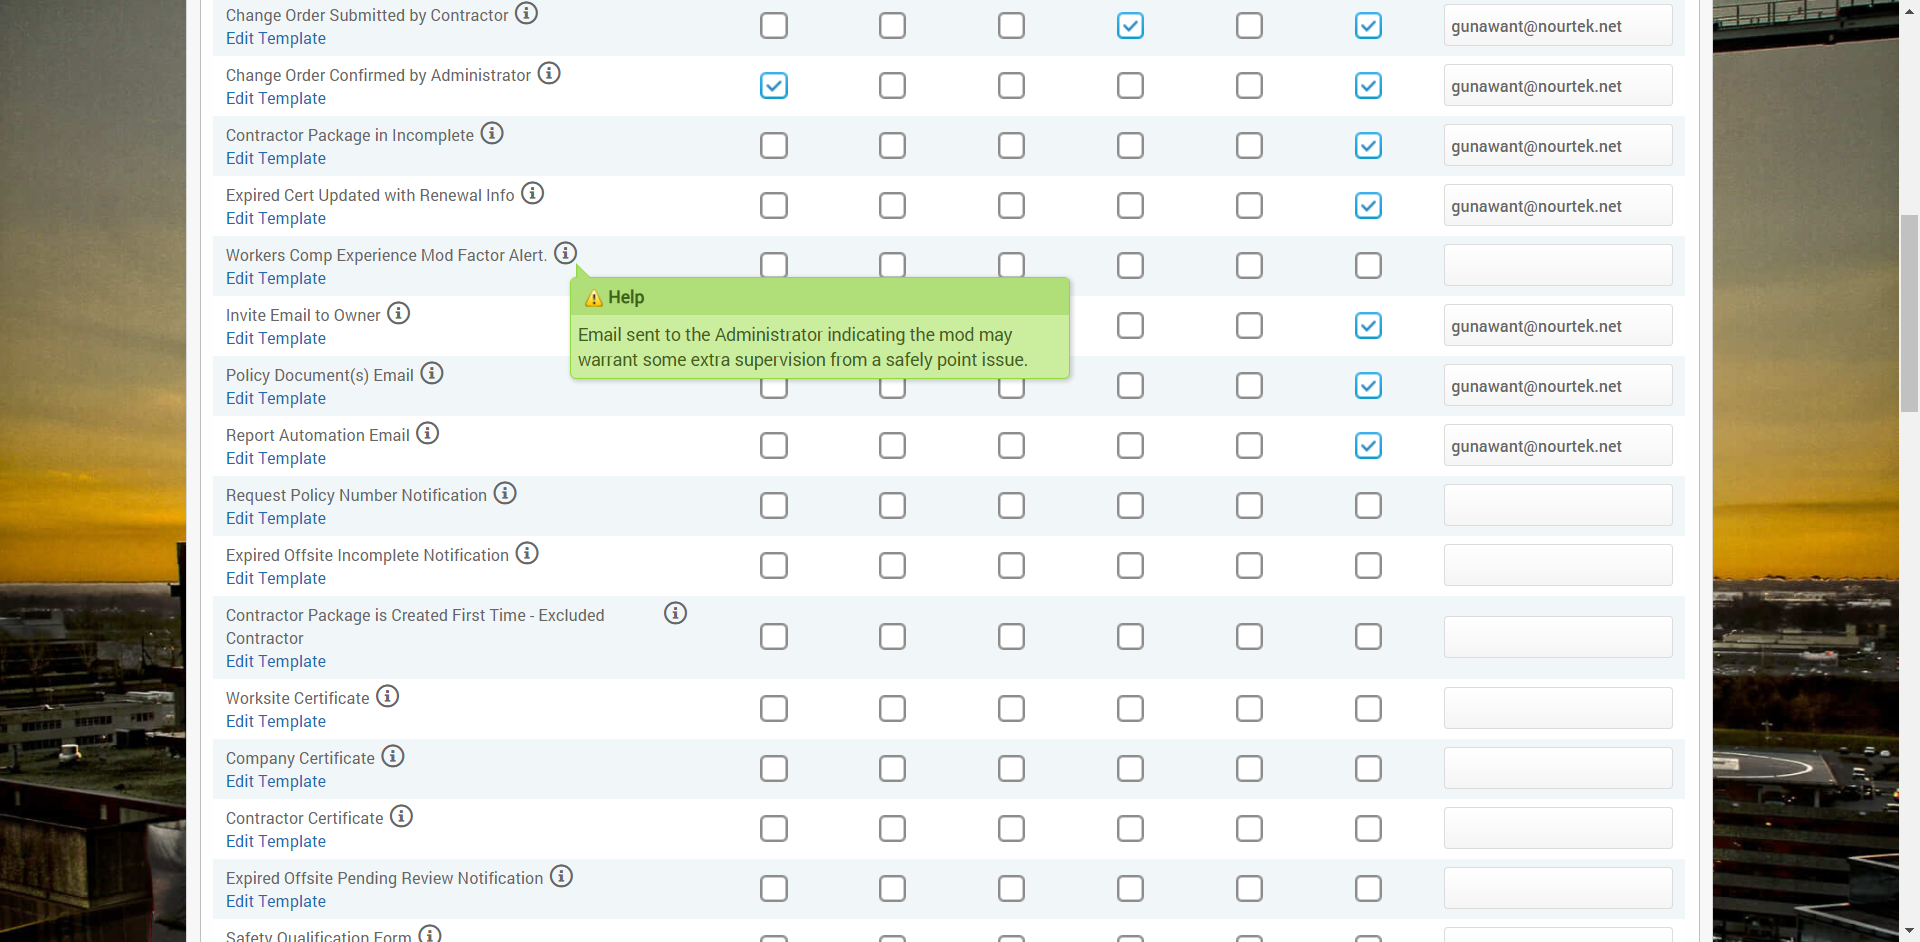 Change Order Submitted by Contractor
Edit Template
gunawant@nourtek.net
Change Order Confirmed by Administrator
Edit Template
gunawant@nourtek.net
Contractor Package in Incomplete
Edit Template
gunawant@nourtek.net
Expired Cert Updated with Renewal Info
Edit Template
gunawant@nourtek.net
Workers Comp Experience Mod Factor Alert.
Edit Template
Help
Email sent to the Administrator indicating the mod may
warrant some extra supervision from a safely point issue.
Invite Email to Owner
Edit Template
gunawant@nourtek.net
Policy Document(s) Email
Edit Template
gunawant@nourtek.net
Report Automation Email
Edit Template
gunawant@nourtek.net
Request Policy Number Notification
Edit Template
Expired Offsite Incomplete Notification
Edit Template
Contractor Package is Created First Time - Excluded
Contractor
Edit Template
Worksite Certificate
Edit Template
Company Certificate
Edit Template
Contractor Certificate
Edit Template
Expired Offsite Pending Review Notification
Edit Template
Safety Qualification Form